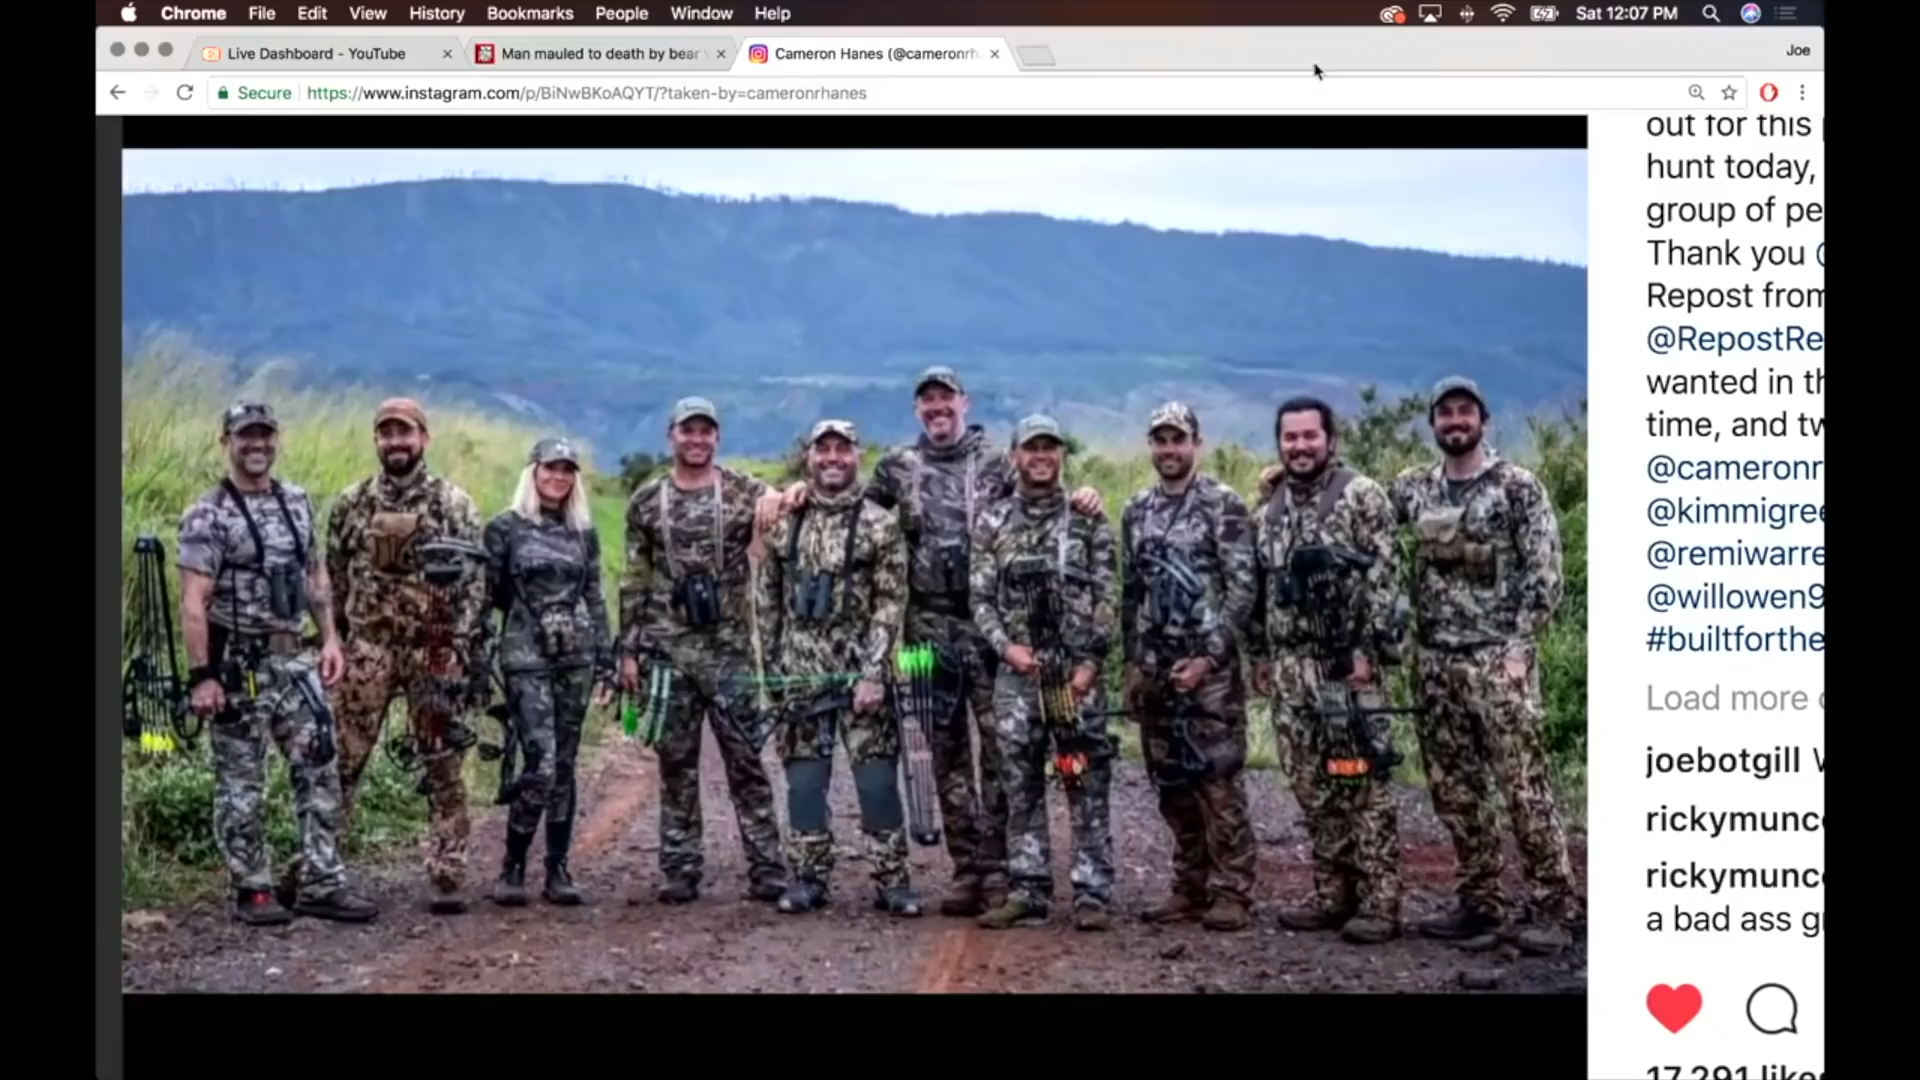 Chrome File Edit View History Bookmarks People Window Help Sat 12:07 PM
Live Dashboard - YouTube Man mauled to death by bear Cameron Hanes (@cameronrh Joe
Secure https://www.instagram.com/p/BiNwBKoAQYT/?taken-by=cameronrhanes
out for this
hunt today,
group of pe
Thank you
Repost from
@RepostRe
wanted in th
time, and tw
@cameronr
@kimmigree
@remiwarre
@willowen9
#builtforthe
Load more
joebotgill
rickymunc
rickymunc
a bad ass g
17,291 likes